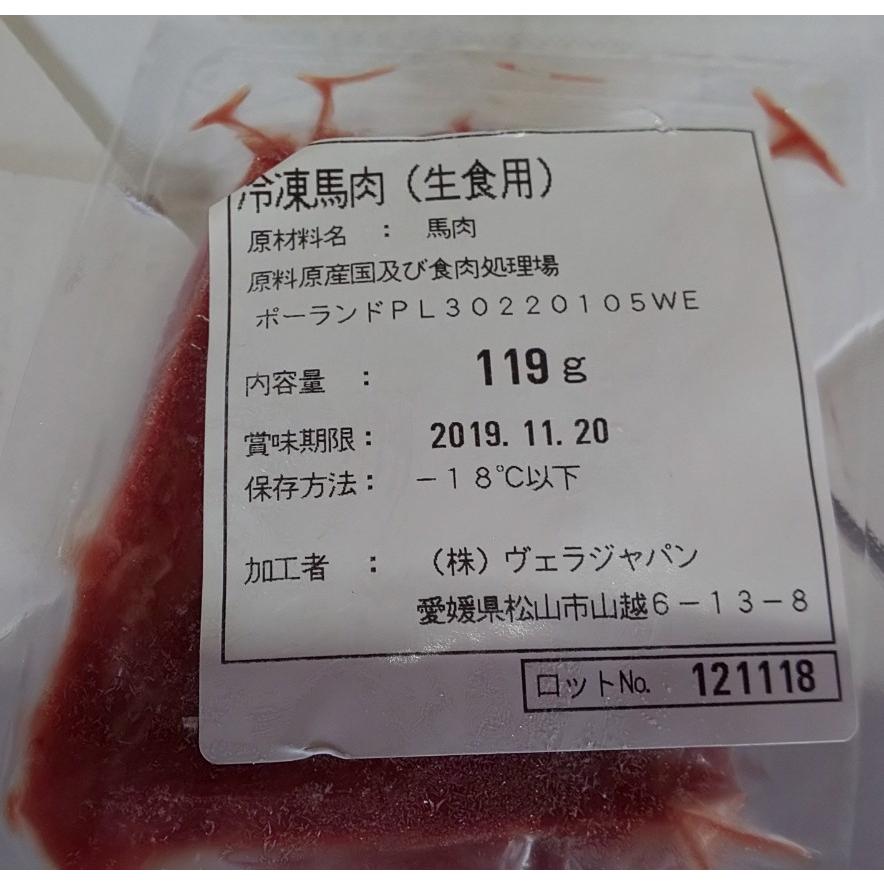 冷凍馬肉（生食用）
原材料名 ： 馬肉
原料原産国及び食肉処理場
ポーランドＰＬ３０２２０１０５ＷＥ
内容量 ： 119ｇ
賞味期限： 2019.11.20
保存方法： －１８℃以下
加工者 ： （株）ヴェラジャパン
愛媛県松山市山越６－１３－８
ロットNo. 121118